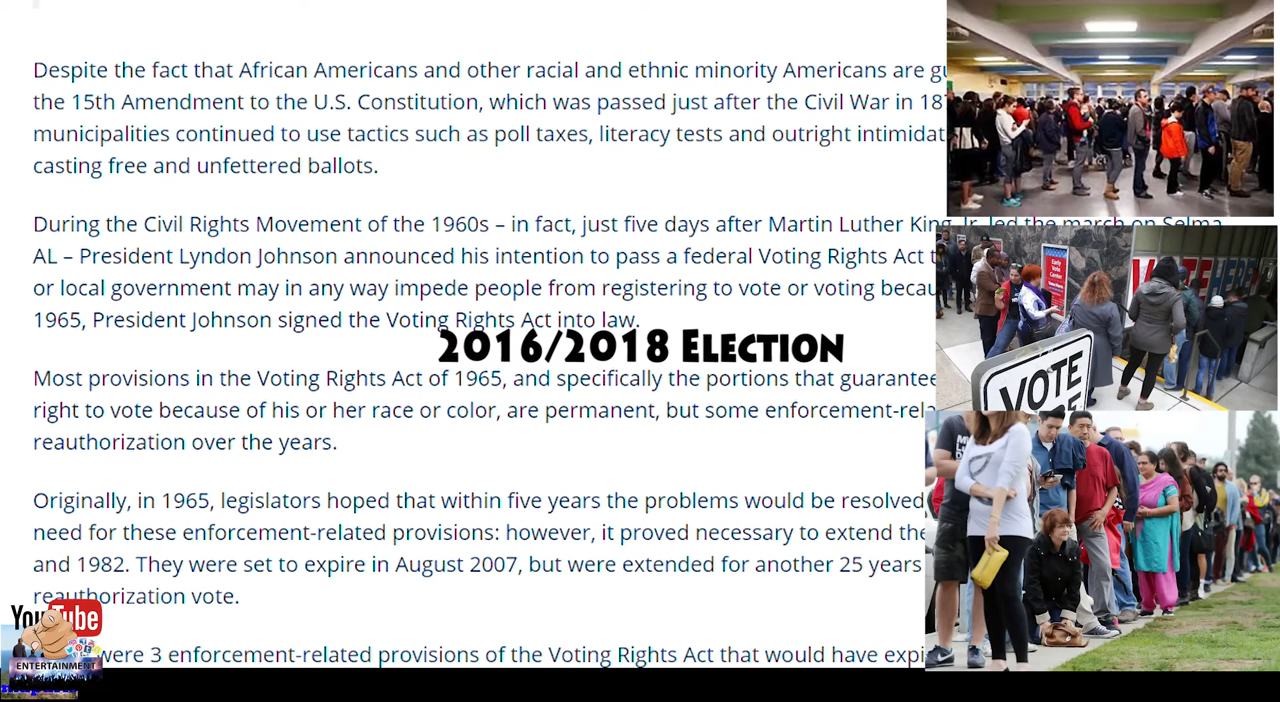 Despite the fact that African Americans and other racial and ethnic minority Americans are
the 15th Amendment to the U.S. Constitution, which was passed just after the Civil War in 18
municipalities continued to use tactics such as poll taxes, literacy tests and outright
casting free and unfettered ballots.
During the Civil Rights Movement of the 1960s – in fact, just five days after Martin Luther King Jr. led the march on Selma,
AL – President Lyndon Johnson announced his intention to pass a federal Voting Rights Act
or local government may in any way impede people from registering to vote or voting
1965, President Johnson signed the Voting Rights Act into law.
2016/2018 ELECTION
Most provisions in the Voting Rights Act of 1965, and specifically the portions that guarantee
right to vote because of his or her race or color, are permanent, but some
reauthorization over the years.
Originally, in 1965, legislators hoped that within five years the problems would be resolved
need for these enforcement-related provisions: however, it proved necessary to extend
and 1982. They were set to expire in August 2007, but were extended for another 25 years
reauthorization vote.
were 3 enforcement-related provisions of the Voting Rights Act that would have
YouTube
ENTERTAINMENT
Early
Vote
Center
VOTE HERE
VOTE